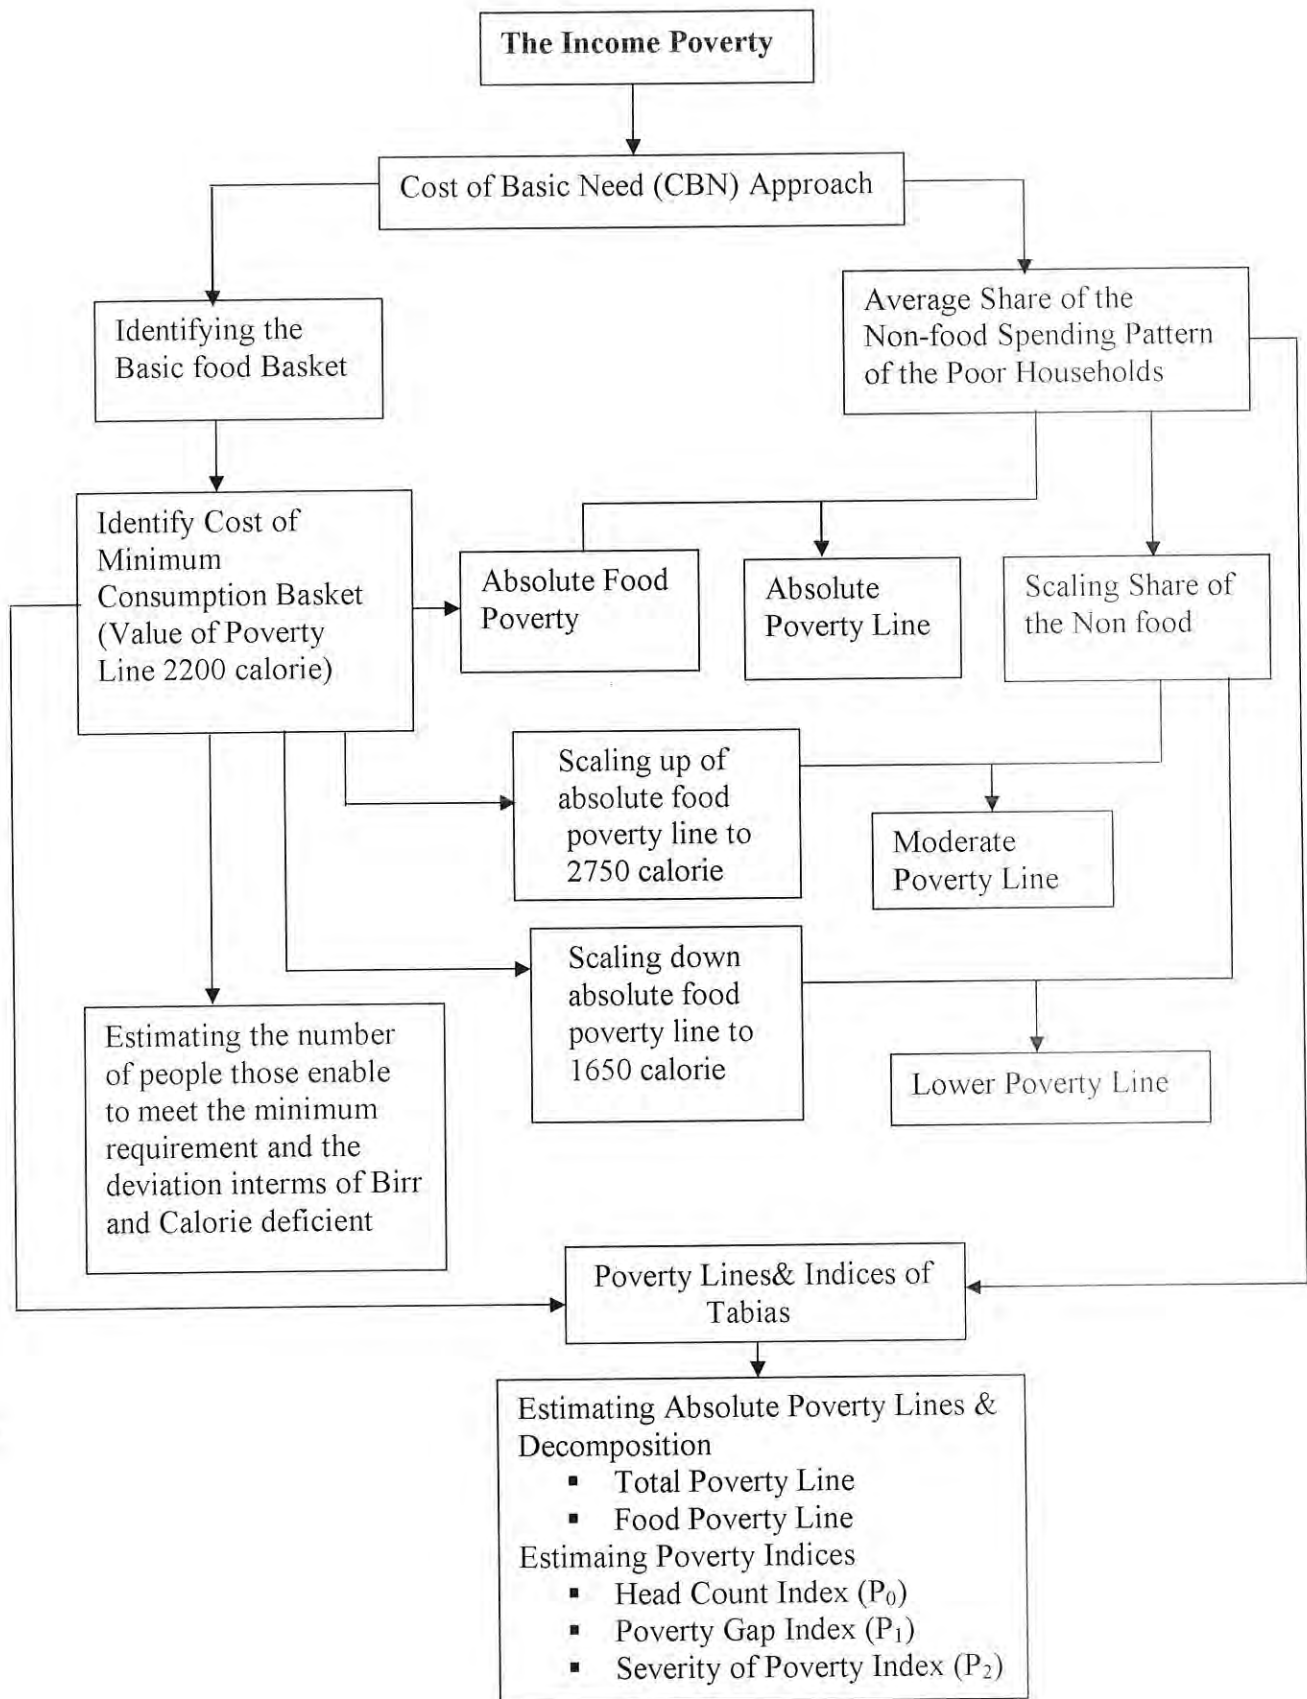 The Income Poverty
Cost of Basic Need (CBN) Approach
Identifying the
Basic food Basket
Average Share of the
Non-food Spending Pattern
of the Poor Households
Identify Cost of
Minimum
Consumption Basket
(Value of Poverty
Line 2200 calorie)
Absolute Food
Poverty
Absolute
Poverty Line
Scaling Share of
the Non food
Scaling up of
absolute food
poverty line to
2750 calorie
Moderate
Poverty Line
Scaling down
absolute food
poverty line to
1650 calorie
Lower Poverty Line
Estimating the number
of people those enable
to meet the minimum
requirement and the
deviation interms of Birr
and Calorie deficient
Poverty Lines& Indices of
Tabias
Estimating Absolute Poverty Lines &
Decomposition
▪ Total Poverty Line
▪ Food Poverty Line
Estimaing Poverty Indices
▪ Head Count Index (P₀)
▪ Poverty Gap Index (P₁)
▪ Severity of Poverty Index (P₂)